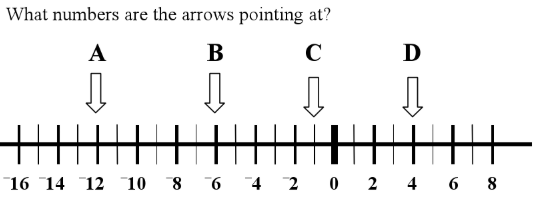 What numbers are the arrows pointing at?
A B C D
⁻16 ⁻14 ⁻12 ⁻10 ⁻8 ⁻6 ⁻4 ⁻2 0 2 4 6 8